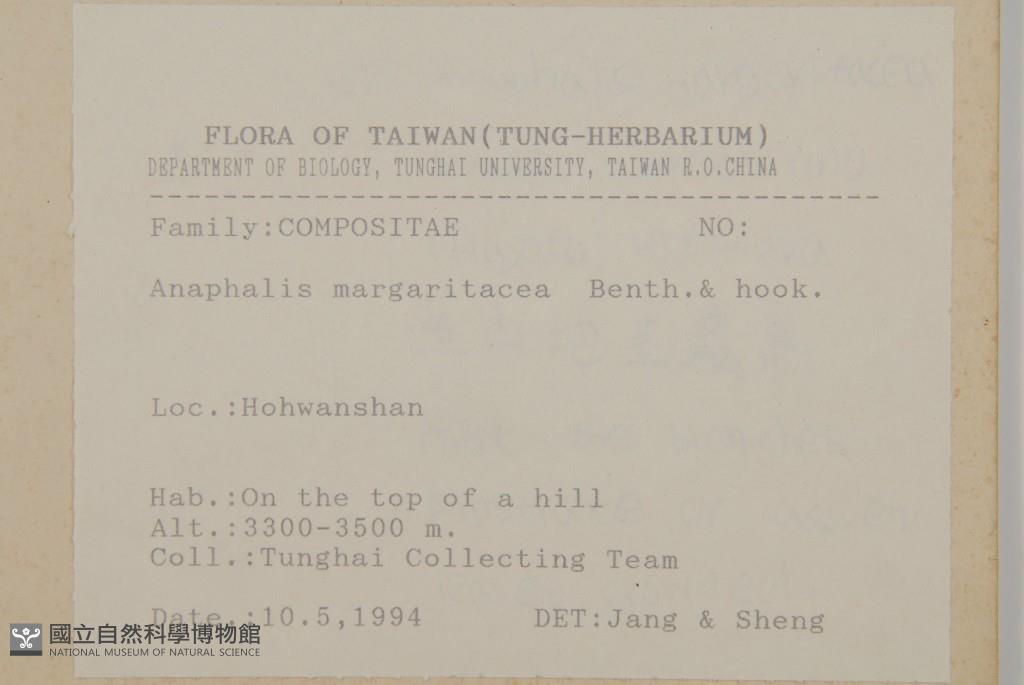 FLORA OF TAIWAN(TUNG-HERBARIUM)
DEPARTMENT OF BIOLOGY, TUNGHAI UNIVERSITY, TAIWAN R.O.CHINA
Family:COMPOSITAE NO:
Anaphalis margaritacea Benth.& hook.
Loc.:Hohwanshan
Hab.:On the top of a hill
Alt.:3300-3500 m.
Coll.:Tunghai Collecting Team
Date.:10.5,1994 DET:Jang & Sheng
國立自然科學博物館
NATIONAL MUSEUM OF NATURAL SCIENCE